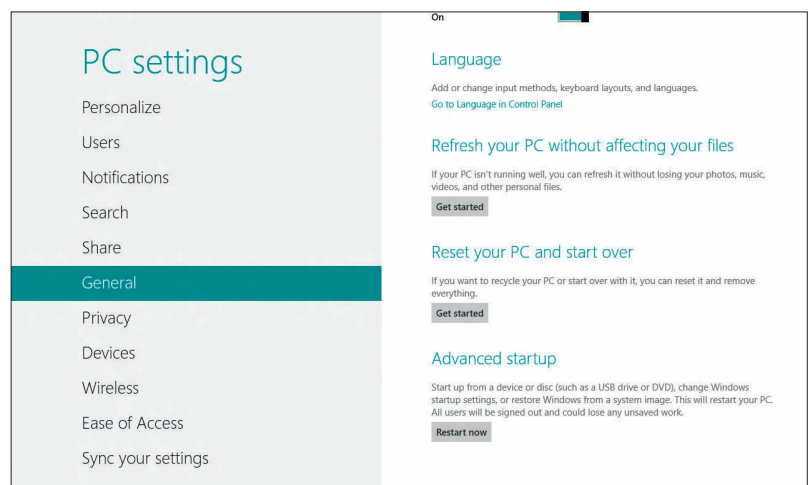 PC settings
Personalize
Users
Notifications
Search
Share
General
Privacy
Devices
Wireless
Ease of Access
Sync your settings
On
Language
Add or change input methods, keyboard layouts, and languages.
Go to Language in Control Panel
Refresh your PC without affecting your files
If your PC isn't running well, you can refresh it without losing your photos, music,
videos, and other personal files.
Get started
Reset your PC and start over
If you want to recycle your PC or start over with it, you can reset it and remove
everything.
Get started
Advanced startup
Start up from a device or disc (such as a USB drive or DVD), change Windows
startup settings, or restore Windows from a system image. This will restart your PC.
All users will be signed out and could lose any unsaved work.
Restart now